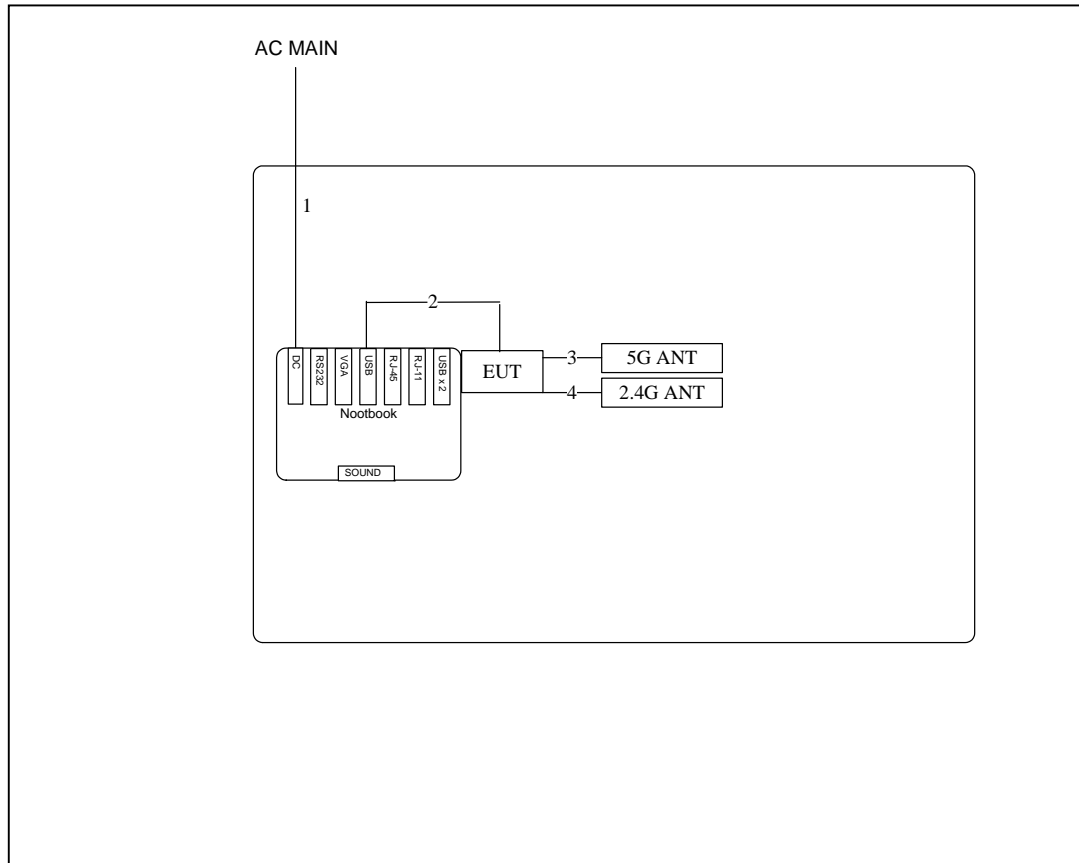 AC MAIN
1
2
DC
RS232
VGA
USB
RJ-45
RJ-11
USB x 2
EUT
3
5G ANT
4
2.4G ANT
Nootbook
SOUND